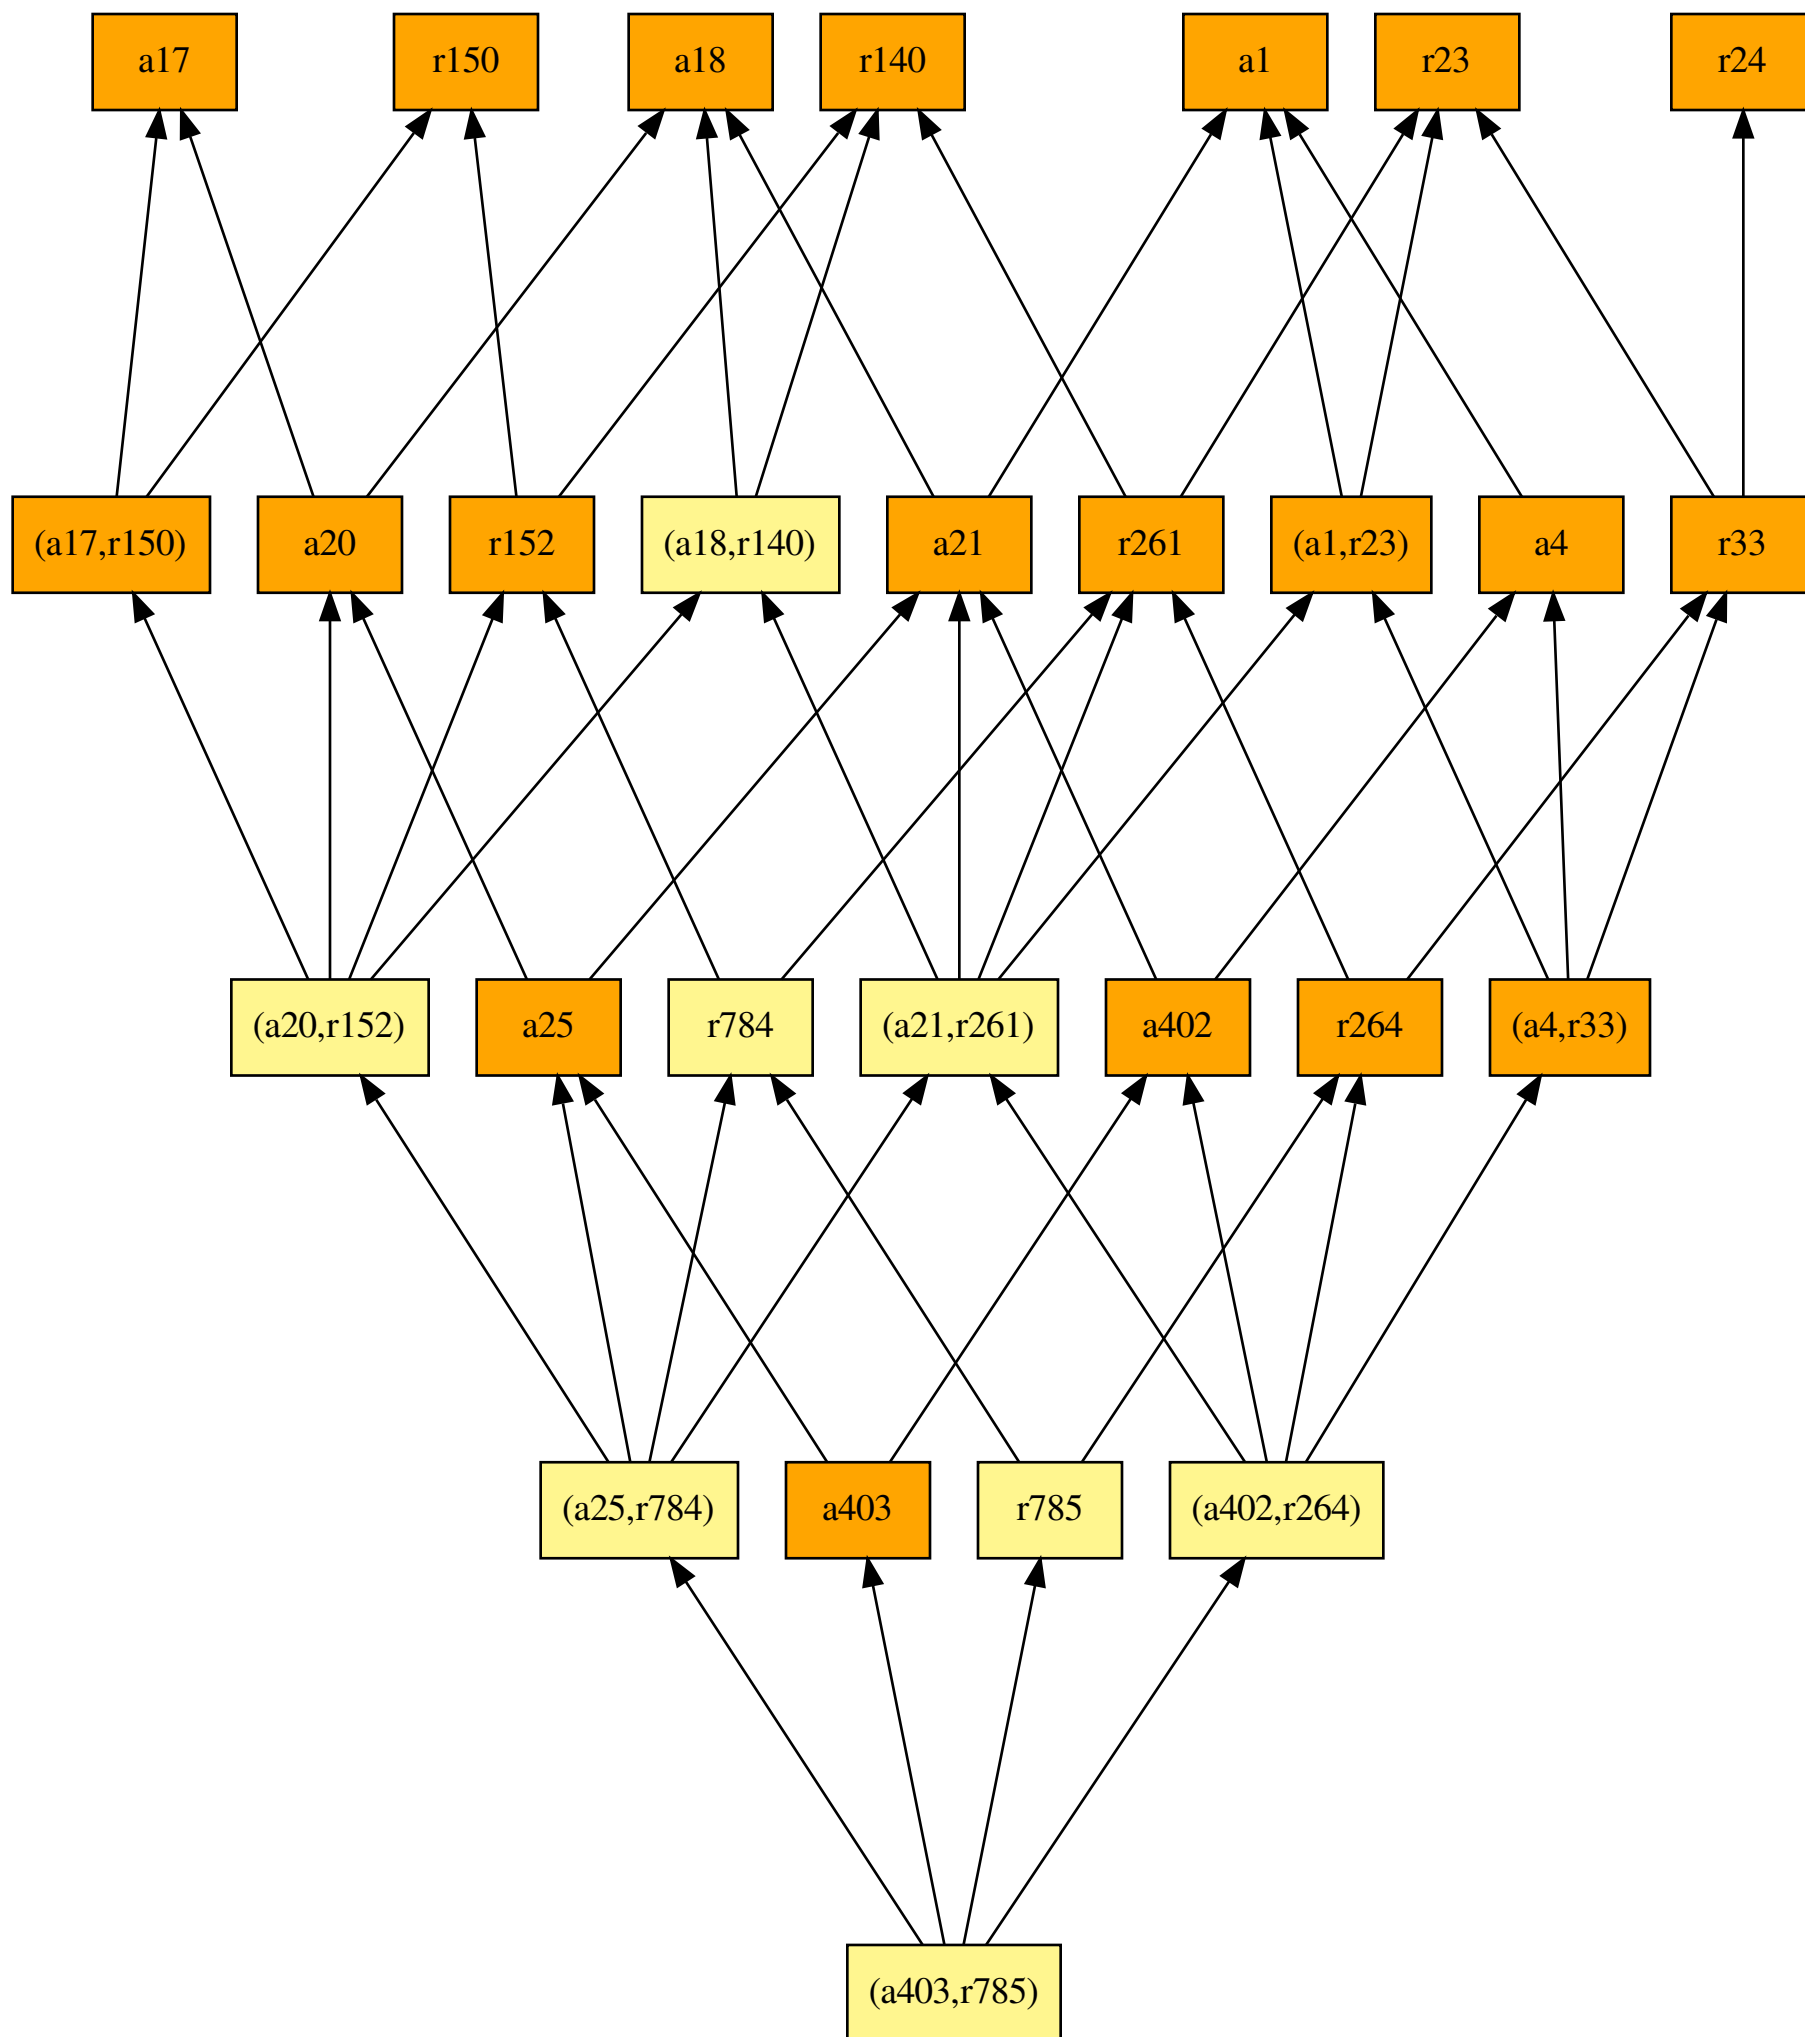 a17
r150
a18
r140
a1
r23
r24
(a17,r150)
a20
r152
(a18,r140)
a21
r261
(a1,r23)
a4
r33
(a20,r152)
a25
r784
(a21,r261)
a402
r264
(a4,r33)
(a25,r784)
a403
r785
(a402,r264)
(a403,r785)